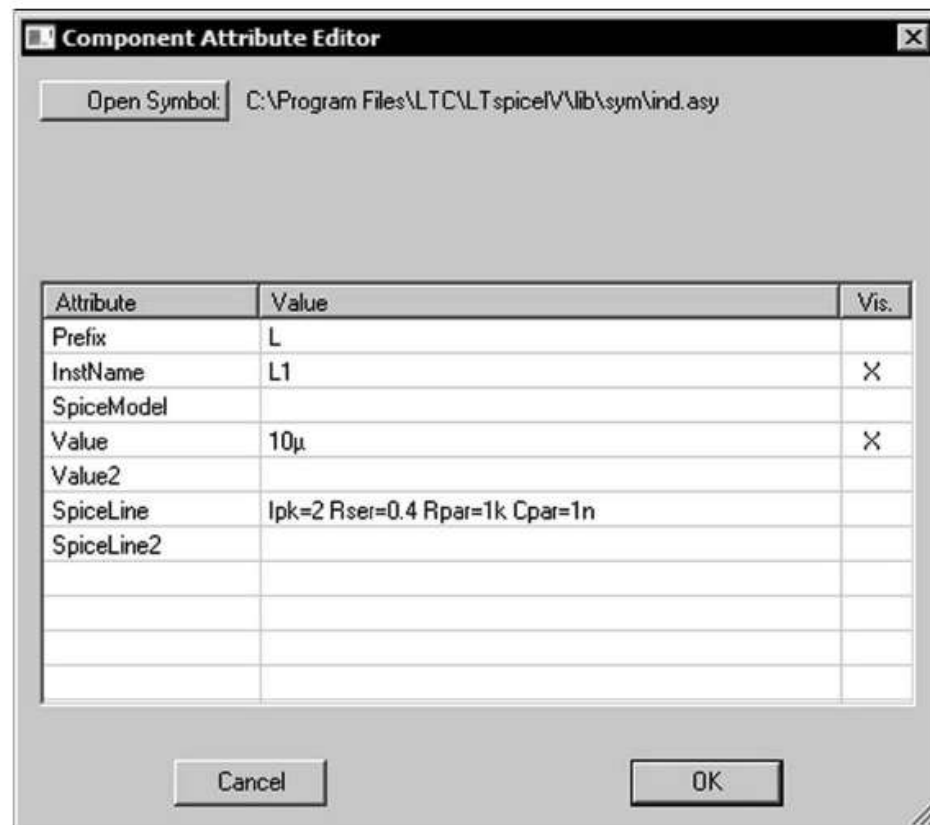 Component Attribute Editor
Open Symbol: C:\Program Files\LTC\LTspiceIV\lib\sym\ind.asy
Attribute Value Vis.
Prefix L
InstName L1 X
SpiceModel
Value 10µ X
Value2
SpiceLine Ipk=2 Rser=0.4 Rpar=1k Cpar=1n
SpiceLine2
Cancel OK